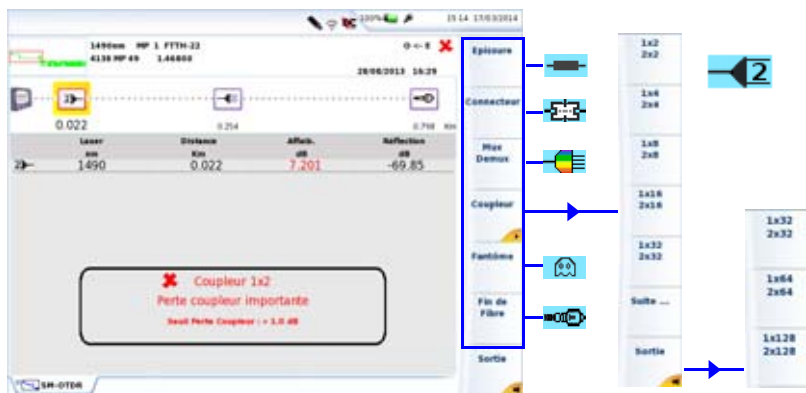 100%
15:14 17/03/2014
1490nm MP 1 FTTH-22
O <- E
4138 MP 49 1.46800
28/08/2013 16:29
0.022
0.254
0.798 Km
Laser Distance Affaib. Reflection
nm Km dB dB
1490 0.022 7.201 -69.85
Coupleur 1x2
Perte coupleur importante
Seuil Perte Coupleur : > 1.0 dB
SM-OTDR
Epissure
Connecteur
Mux
Demux
Coupleur
Fantôme
Fin de
Fibre
Sortie
1x2
2x2
1x4
2x4
1x8
2x8
1x16
2x16
1x32
2x32
Suite ...
Sortie
2
1x32
2x32
1x64
2x64
1x128
2x128